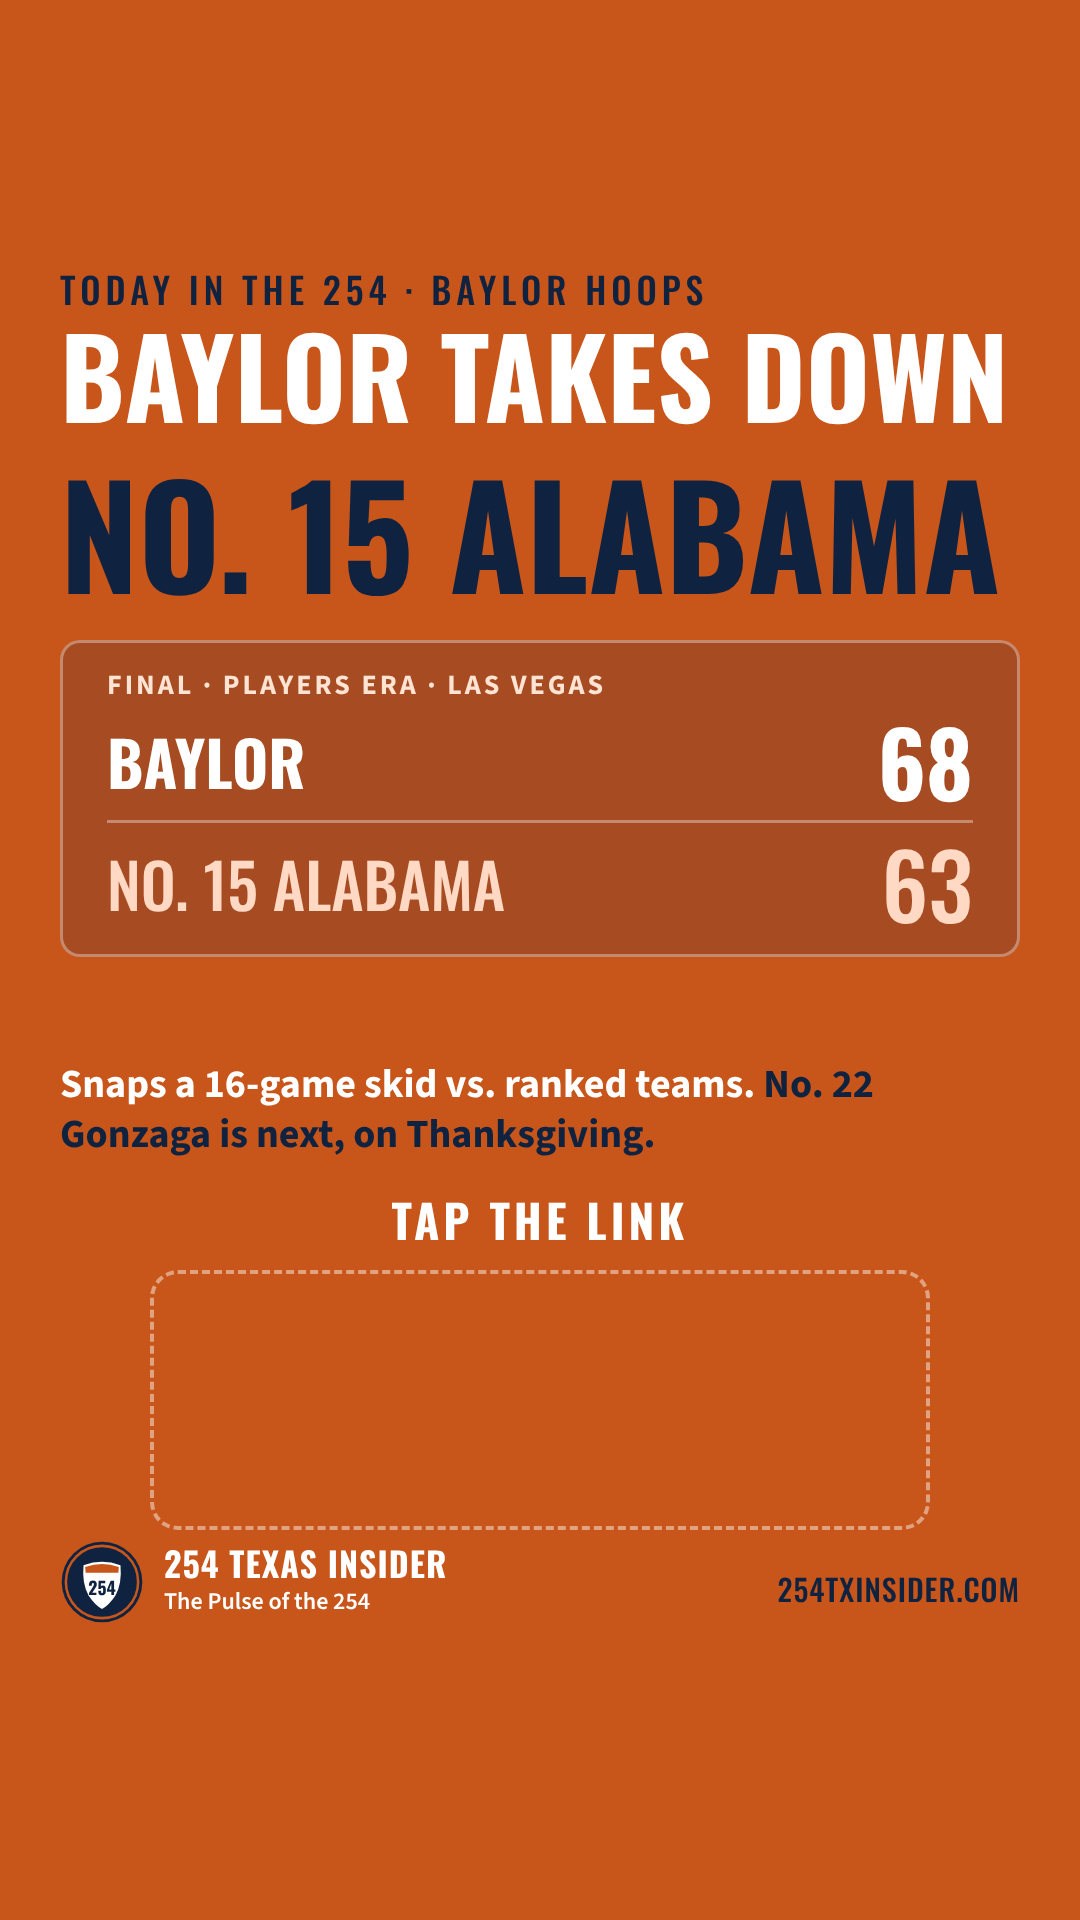 TODAY IN THE 254 · BAYLOR HOOPS
BAYLOR TAKES DOWN
NO. 15 ALABAMA
FINAL · PLAYERS ERA · LAS VEGAS
BAYLOR 68
NO. 15 ALABAMA 63
Snaps a 16-game skid vs. ranked teams. No. 22
Gonzaga is next, on Thanksgiving.
TAP THE LINK
254
254 TEXAS INSIDER
The Pulse of the 254
254TXINSIDER.COM